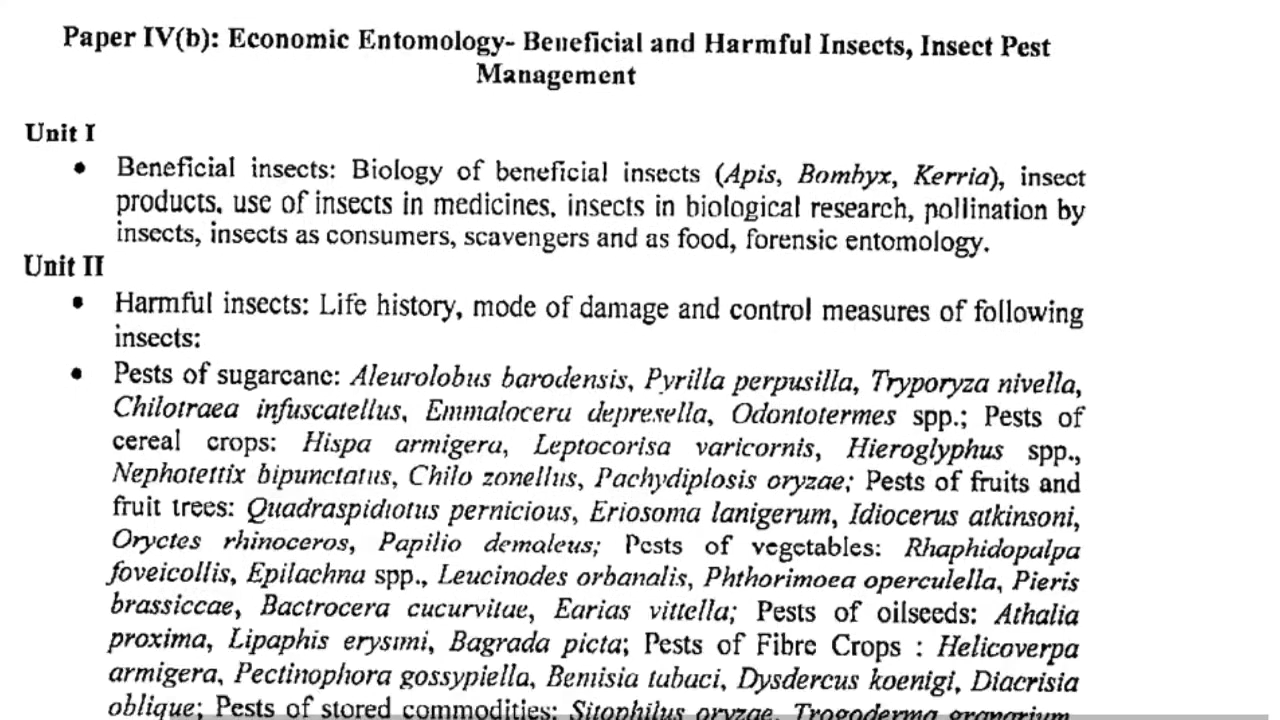 Paper IV(b): Economic Entomology- Beneficial and Harmful Insects, Insect Pest
Management
Unit I
• Beneficial insects: Biology of beneficial insects (Apis, Bombyx, Kerria), insect
products, use of insects in medicines, insects in biological research, pollination by
insects, insects as consumers, scavengers and as food, forensic entomology.
Unit II
• Harmful insects: Life history, mode of damage and control measures of following
insects:
• Pests of sugarcane: Aleurolobus barodensis, Pyrilla perpusilla, Tryporyza nivella,
Chilotraea infuscatellus, Emmalocera depresella, Odontotermes spp.; Pests of
cereal crops: Hispa armigera, Leptocorisa varicornis, Hieroglyphus spp.,
Nephotettix bipunctatus, Chilo zonellus, Pachydiplosis oryzae; Pests of fruits and
fruit trees: Quadraspidiotus pernicious, Eriosoma lanigerum, Idiocerus atkinsoni,
Oryctes rhinoceros, Papilio demoleus; Pests of vegetables: Rhaphidopalpa
foveicollis, Epilachna spp., Leucinodes orbanalis, Phthorimoea operculella, Pieris
brassiccae, Bactrocera cucurvitae, Earias vittella; Pests of oilseeds: Athalia
proxima, Lipaphis erysimi, Bagrada picta; Pests of Fibre Crops : Helicoverpa
armigera, Pectinophora gossypiella, Bemisia tabaci, Dysdercus koenigi, Diacrisia
oblique; Pests of stored commodities: Sitophilus oryzae, Trogoderma granarium,